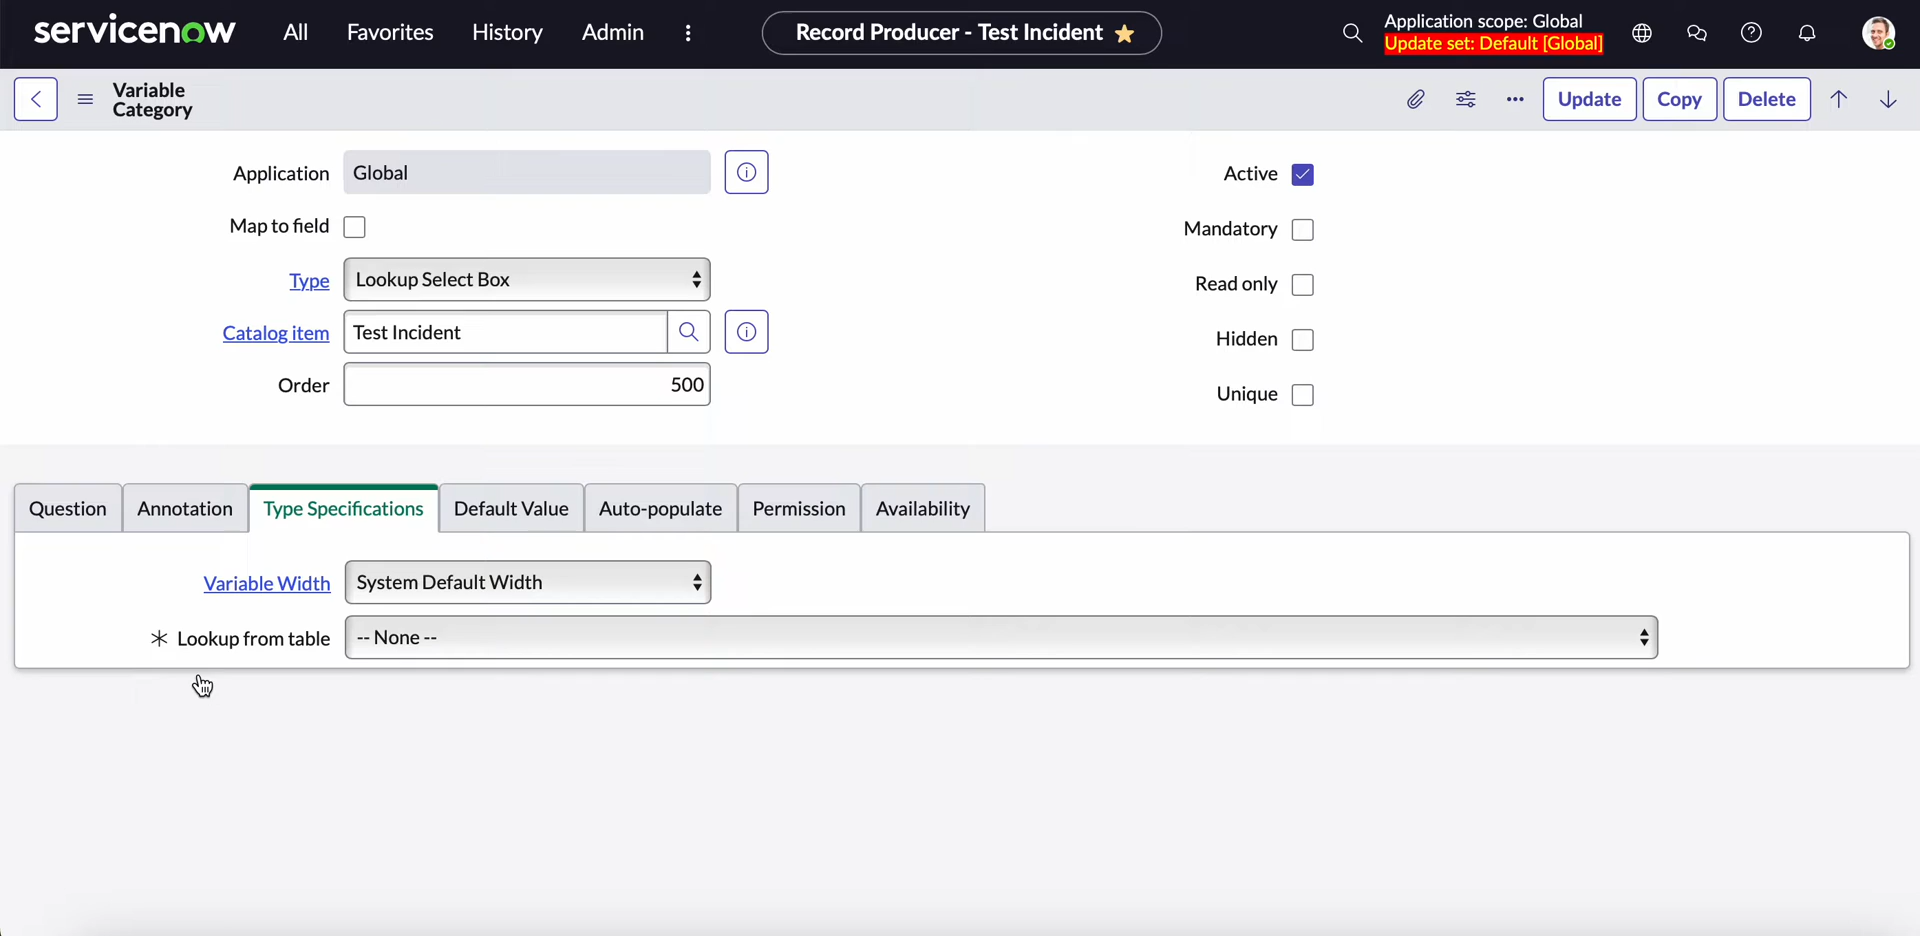 servicenow
All
Favorites
History
Admin
Record Producer - Test Incident
Application scope: Global
Update set: Default [Global]
Variable
Category
Update
Copy
Delete
Application
Global
Map to field
Type
Lookup Select Box
Catalog item
Test Incident
Order
500
Active
Mandatory
Read only
Hidden
Unique
Question
Annotation
Type Specifications
Default Value
Auto-populate
Permission
Availability
Variable Width
System Default Width
Lookup from table
-- None --